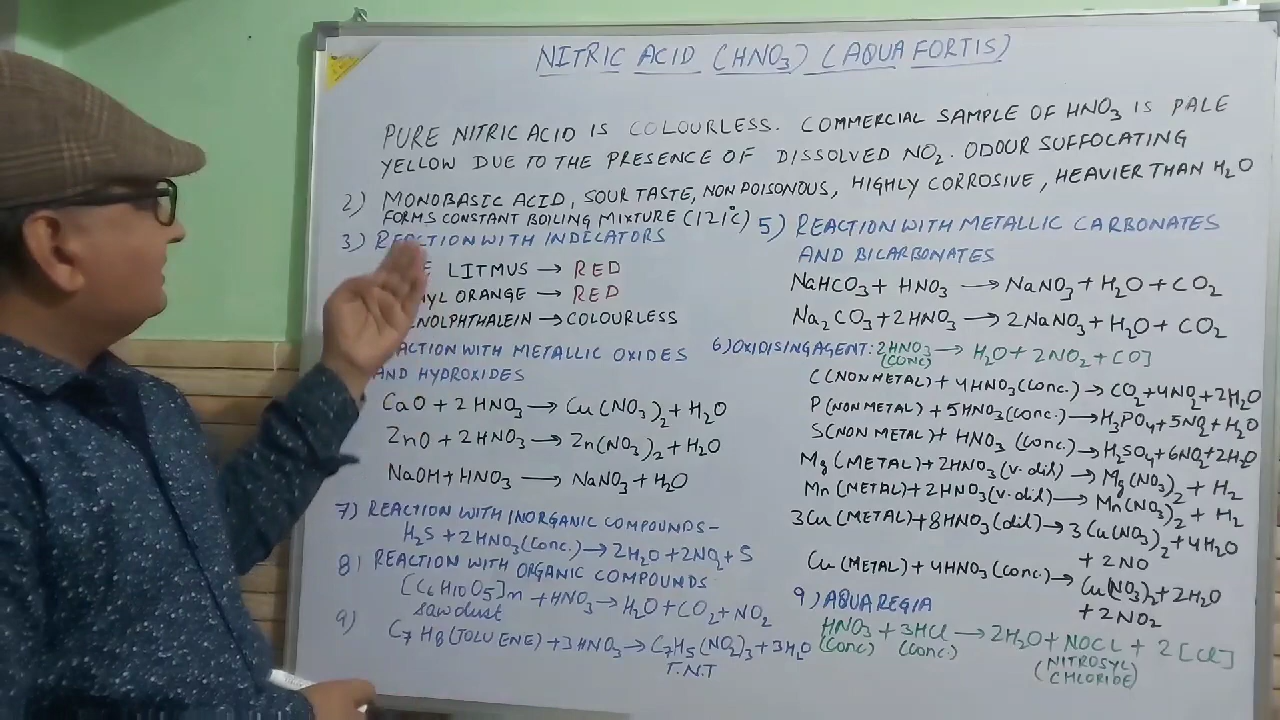 NITRIC ACID (HNO3) (AQUA FORTIS)
PURE NITRIC ACID IS COLOURLESS. COMMERCIAL SAMPLE OF HNO3 IS PALE
YELLOW DUE TO THE PRESENCE OF DISSOLVED NO2. ODOUR SUFFOCATING
2) MONOBASIC ACID, SOUR TASTE, NON POISONOUS, HIGHLY CORROSIVE, HEAVIER THAN H2O
FORMS CONSTANT BOILING MIXTURE (121°C)
3) REACTION WITH INDECATORS
LITMUS → RED
YL ORANGE → RED
NOLPHTHALEIN → COLOURLESS
ACTION WITH METALLIC OXIDES
AND HYDROXIDES
CaO + 2HNO3 → Cu(NO3)2 + H2O
ZnO + 2HNO3 → Zn(NO3)2 + H2O
NaOH + HNO3 → NaNO3 + H2O
7) REACTION WITH INORGANIC COMPOUNDS-
H2S + 2HNO3 (Conc.) → 2H2O + 2NO2 + S
8) REACTION WITH ORGANIC COMPOUNDS
[C6H10O5]n + HNO3 → H2O + CO2 + NO2
sawdust
9) C7H8 (TOLUENE) + 3HNO3 → C7H5(NO2)3 + 3H2O
T.N.T
5) REACTION WITH METALLIC CARBONATES
AND BICARBONATES
NaHCO3 + HNO3 → NaNO3 + H2O + CO2
Na2CO3 + 2HNO3 → 2NaNO3 + H2O + CO2
6) OXIDISING AGENT: 2HNO3 → H2O + 2NO2 + [O]
(CONC)
C (NON METAL) + 4HNO3 (Conc.) → CO2 + 4NO2 + 2H2O
P (NON METAL) + 5HNO3 (Conc.) → H3PO4 + 5NO2 + H2O
S (NON METAL) + HNO3 (Conc.) → H2SO4 + 6NO2 + 2H2O
Mg (METAL) + 2HNO3 (v.dil) → Mg(NO3)2 + H2
Mn (METAL) + 2HNO3 (v.dil) → Mn(NO3)2 + H2
3Cu (METAL) + 8HNO3 (dil) → 3Cu(NO3)2 + 4H2O
+ 2NO
Cu (METAL) + 4HNO3 (Conc.) → Cu(NO3)2 + 2H2O
+ 2NO2
9) AQUA REGIA
HNO3 + 3HCl → 2H2O + NOCL + 2[Cl]
(Conc) (Conc.) (NITROSYL
CHLORIDE)